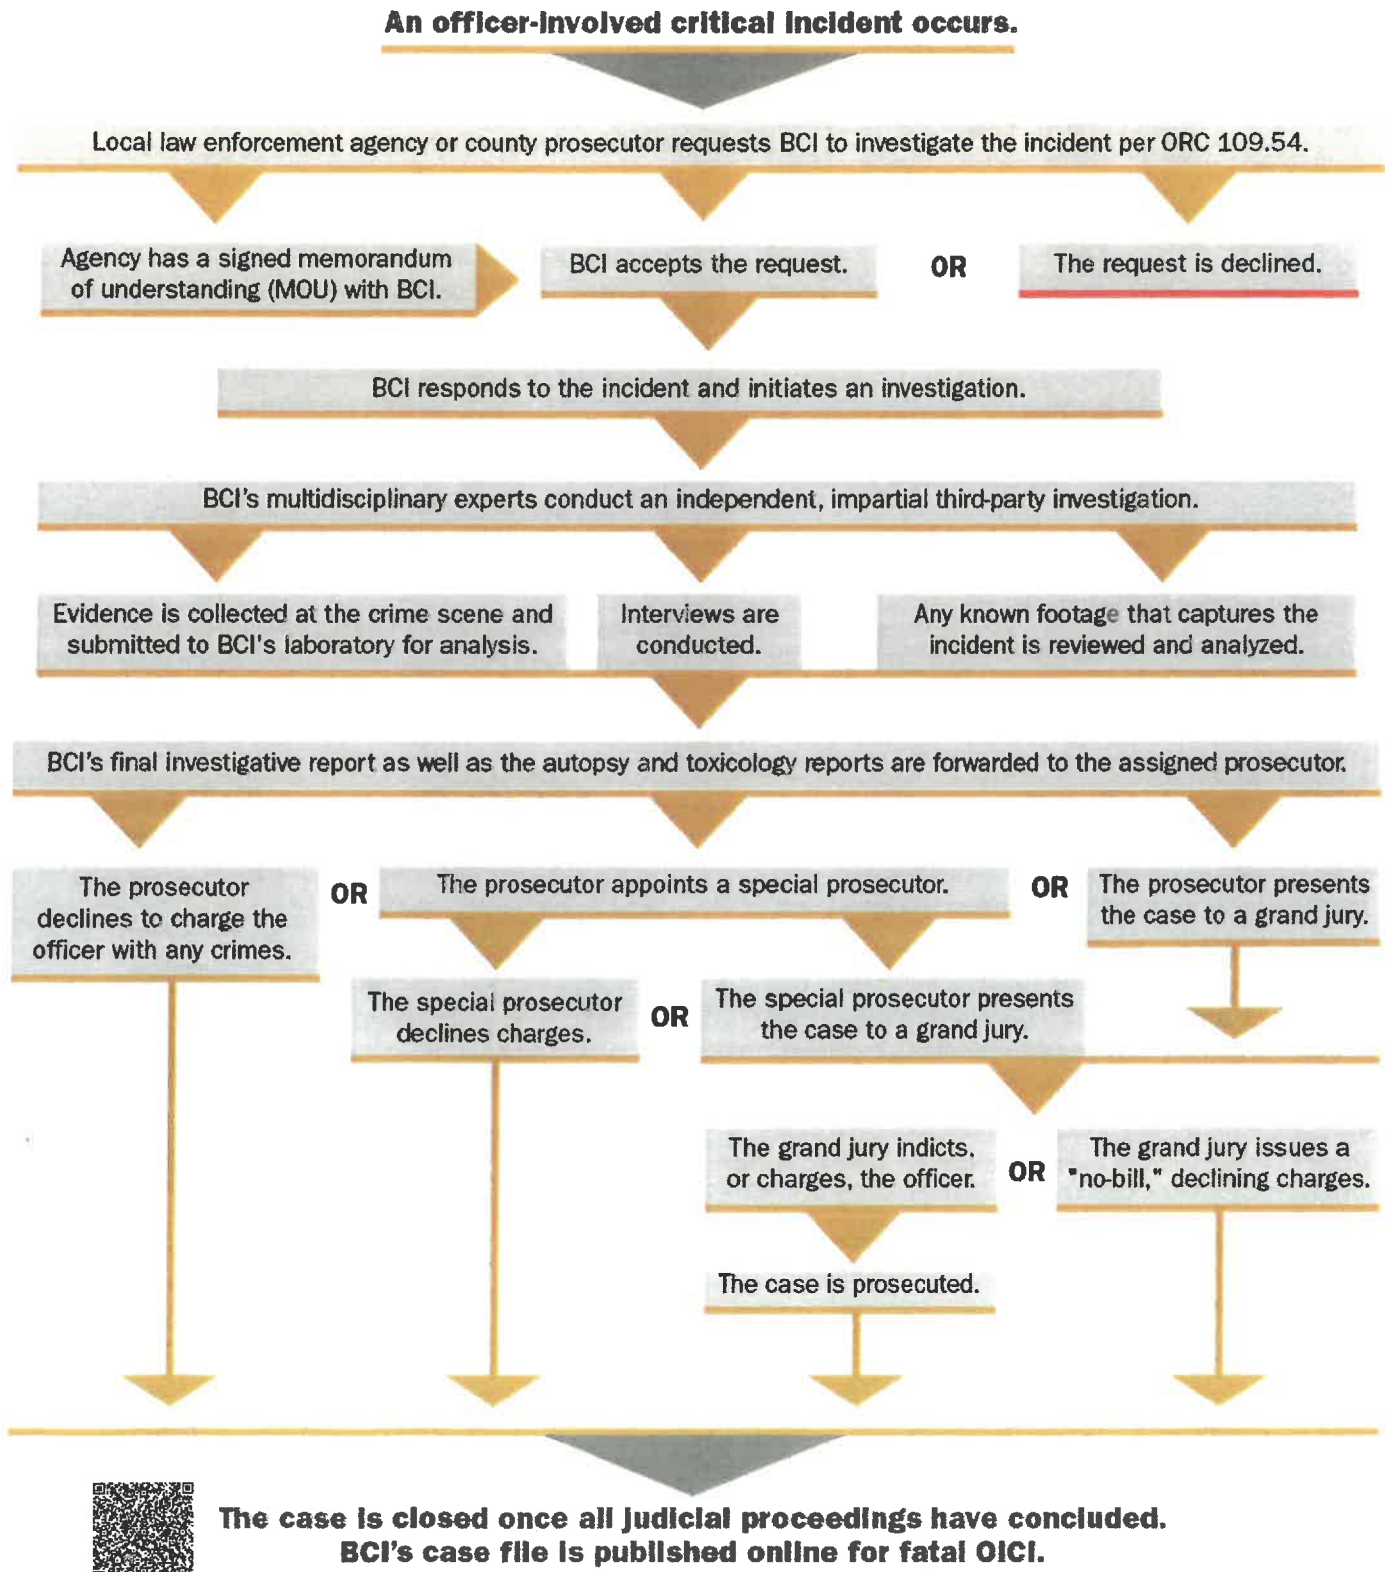 An officer-involved critical incident occurs.
Local law enforcement agency or county prosecutor requests BCI to investigate the incident per ORC 109.54.
Agency has a signed memorandum
of understanding (MOU) with BCI.
BCI accepts the request.
OR
The request is declined.
BCI responds to the incident and initiates an investigation.
BCI's multidisciplinary experts conduct an independent, impartial third-party investigation.
Evidence is collected at the crime scene and
submitted to BCI's laboratory for analysis.
Interviews are
conducted.
Any known footage that captures the
incident is reviewed and analyzed.
BCI's final investigative report as well as the autopsy and toxicology reports are forwarded to the assigned prosecutor.
The prosecutor
declines to charge the
officer with any crimes.
OR
The prosecutor appoints a special prosecutor.
OR
The prosecutor presents
the case to a grand jury.
The special prosecutor
declines charges.
OR
The special prosecutor presents
the case to a grand jury.
The grand jury indicts,
or charges, the officer.
OR
The grand jury issues a
"no-bill," declining charges.
The case is prosecuted.
The case is closed once all judicial proceedings have concluded.
BCI's case file is published online for fatal OICI.